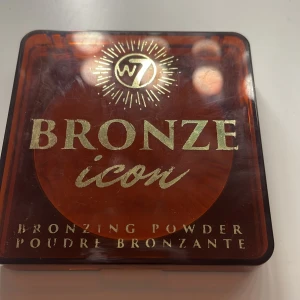 W7
BRONZE
icon
BRONZING POWDER
POUDRE BRONZANTE